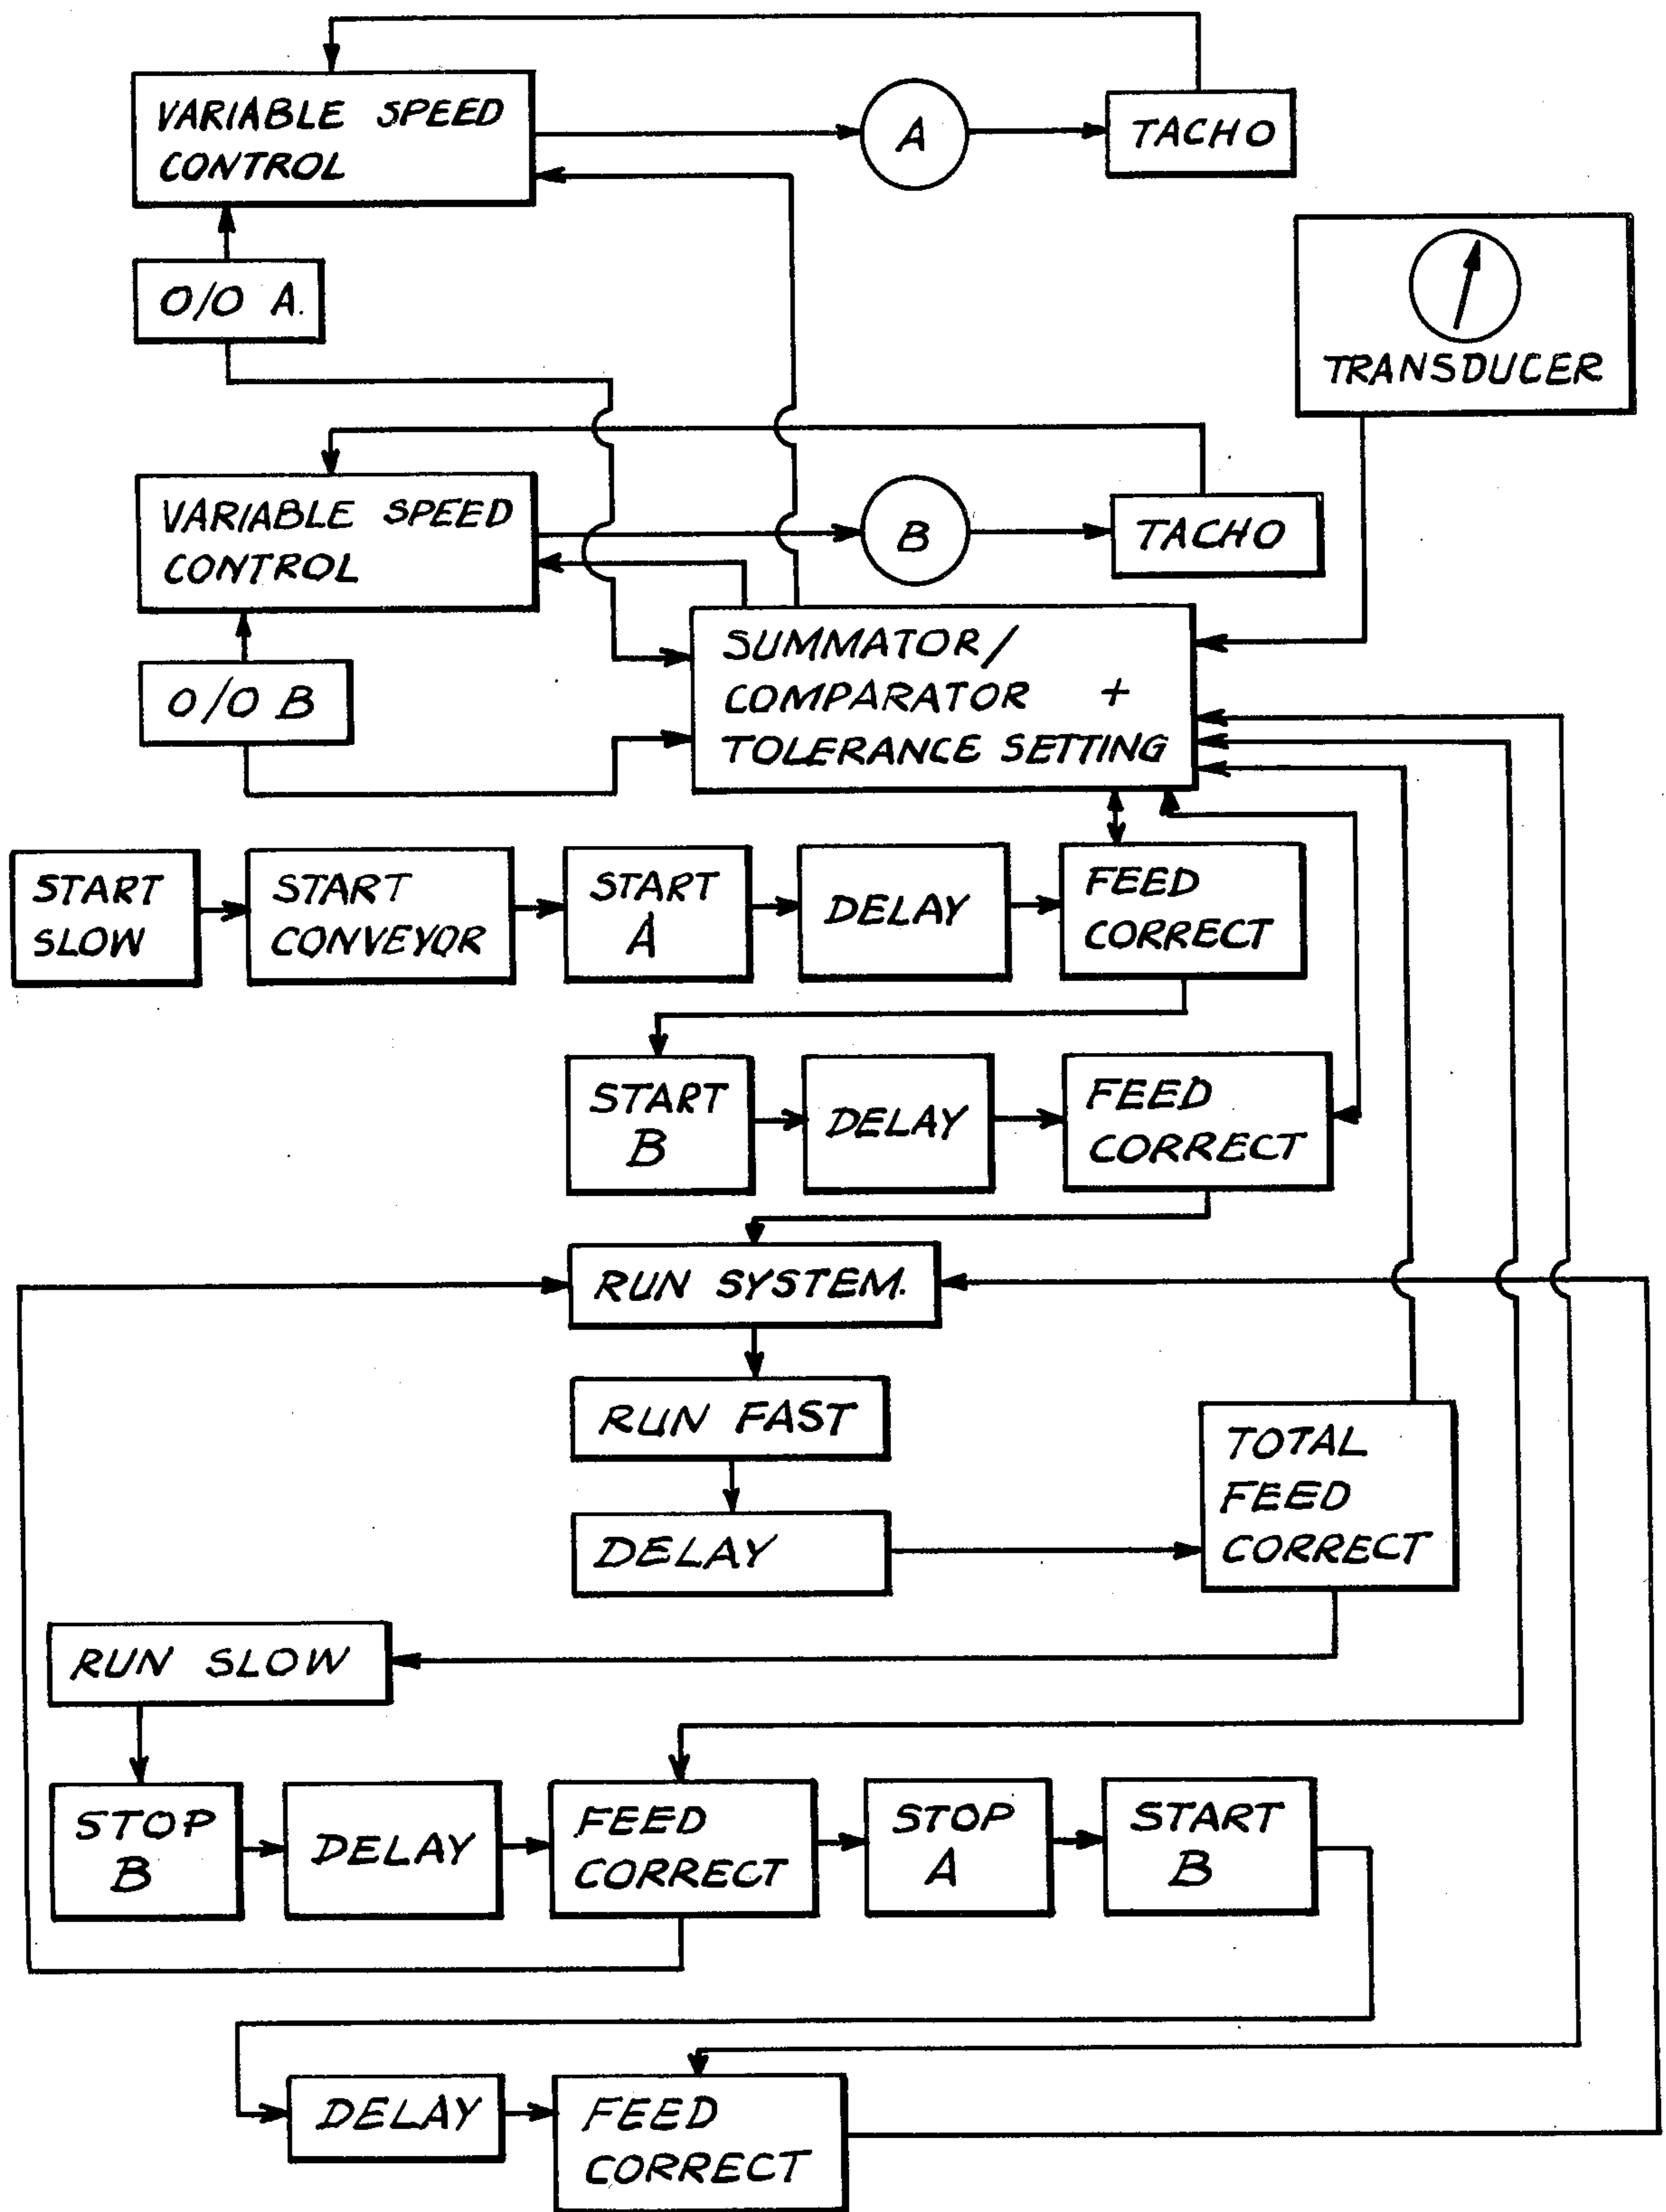 VARIABLE SPEED
CONTROL
A
TACHO
O/O A.
TRANSDUCER
VARIABLE SPEED
CONTROL
B
TACHO
O/O B
SUMMATOR/
COMPARATOR +
TOLERANCE SETTING
START
SLOW
START
CONVEYOR
START
A
DELAY
FEED
CORRECT
START
B
DELAY
FEED
CORRECT
RUN SYSTEM.
RUN FAST
DELAY
TOTAL
FEED
CORRECT
RUN SLOW
STOP
B
DELAY
FEED
CORRECT
STOP
A
START
B
DELAY
FEED
CORRECT